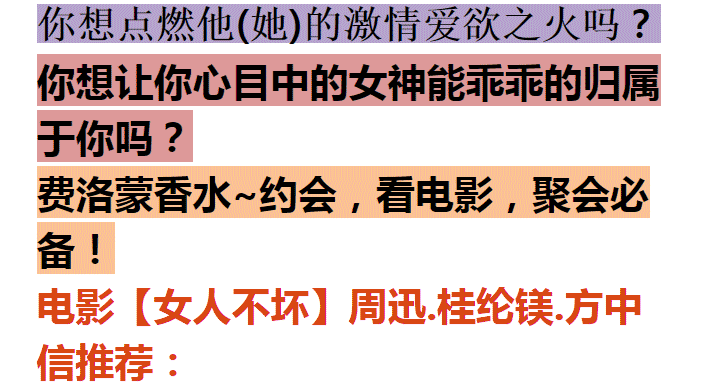 你想点燃他(她)的激情爱欲之火吗？
你想让你心目中的女神能乖乖的归属
于你吗？
费洛蒙香水~约会，看电影，聚会必
备！
电影【女人不坏】周迅.桂纶镁.方中
信推荐：